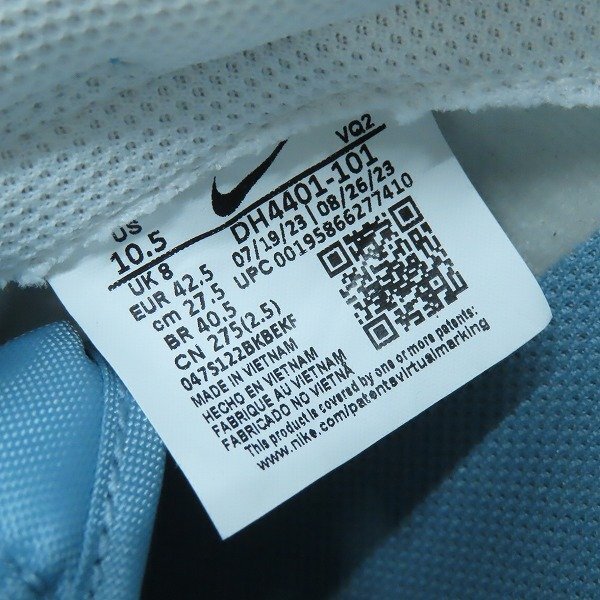 VQ2
US
10.5
DH4401-101
UK 8
07/19/23 | 08/26/23
EUR 42.5
UPC 00195866277410
cm 27.5
BR 40.5
CN 275(2.5)
047S122BKBEKF
MADE IN VIETNAM
HECHO EN VIETNAM
FABRIQUE AU VIETNAM
FABRICADO NO VIETNÃ
This product is covered by one or more patents:
www.nike.com/patentsvirtualmarking